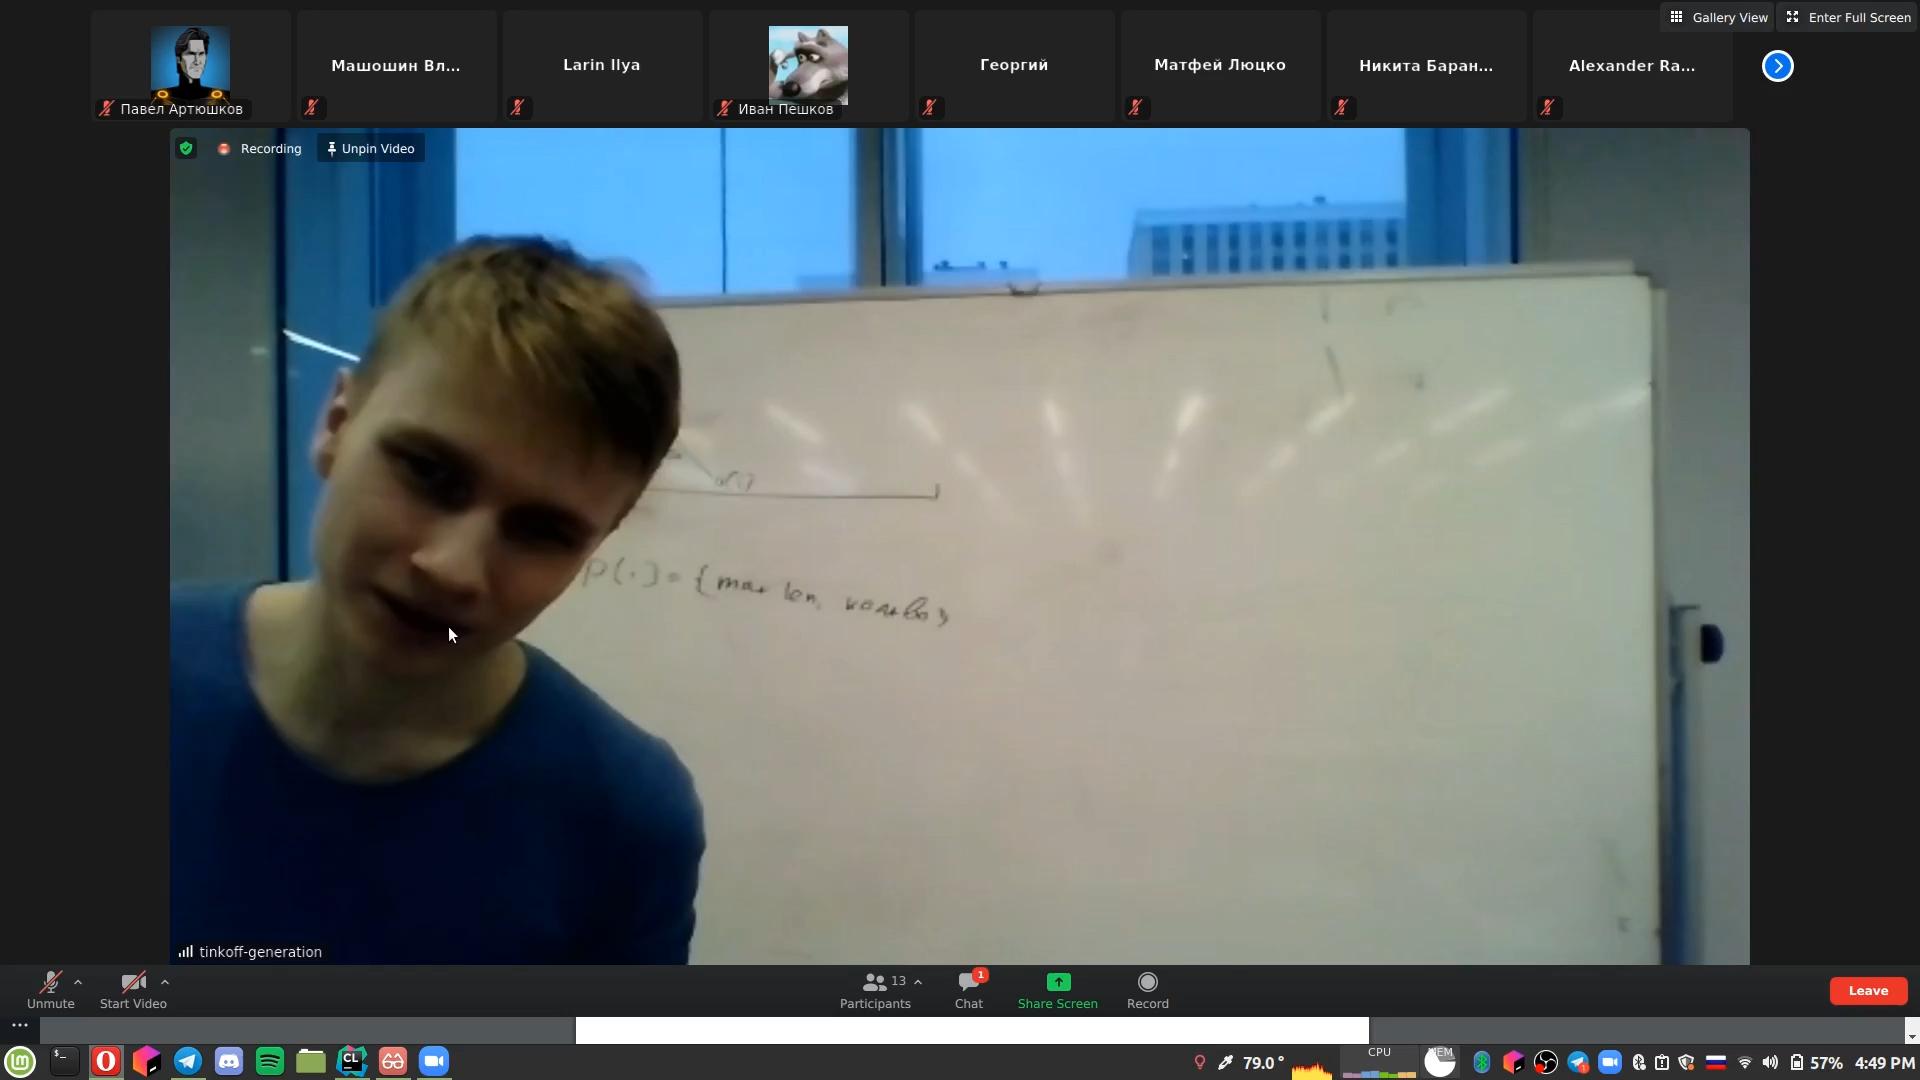 Gallery View
Enter Full Screen
Машошин Вл...
Larin Ilya
Георгий
Матфей Люцко
Никита Баран...
Alexander Ra...
Павел Артюшков
Иван Пешков
Recording
Unpin Video
p(.) = {max len, кол-во}
tinkoff-generation
Unmute
Start Video
13
Participants
1
Chat
Share Screen
Record
Leave
...
lm
CL
79.0°
CPU
MEM
57%
4:49 PM